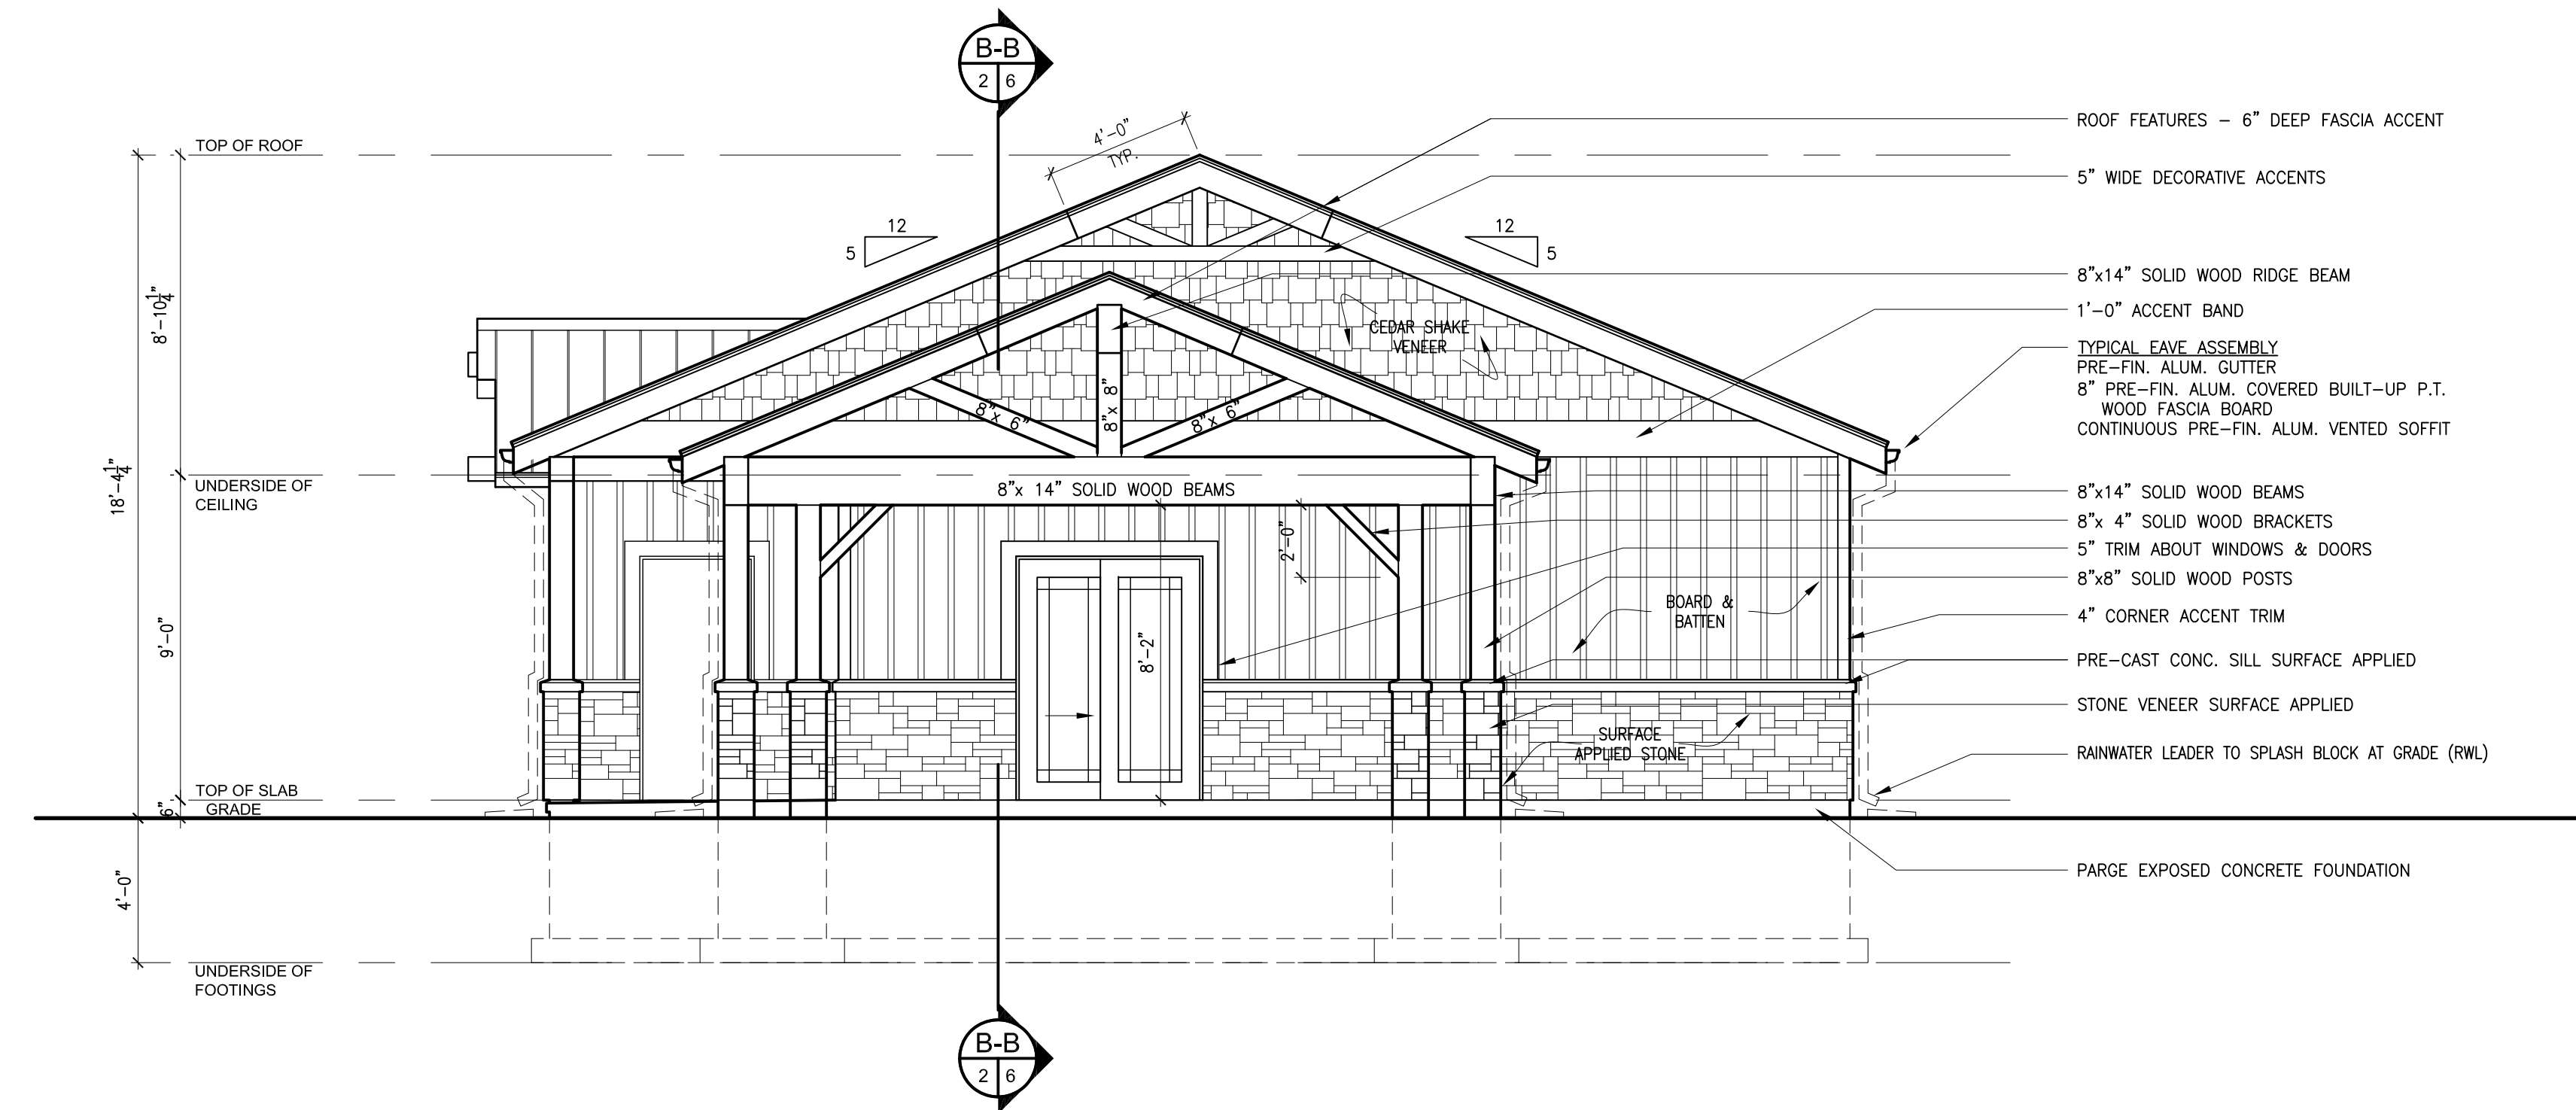 B-B
2 6
4'-0"
TYP.
TOP OF ROOF
12
5
12
5
8'-10 1/4"
18'-4 1/4"
UNDERSIDE OF
CEILING
9'-0"
TOP OF SLAB
GRADE
6"
4'-0"
UNDERSIDE OF
FOOTINGS
CEDAR SHAKE
VENEER
8"x 6"
8"x 8"
8"x 6"
8"x 14" SOLID WOOD BEAMS
2'-0"
8'-2"
BOARD &
BATTEN
SURFACE
APPLIED STONE
ROOF FEATURES - 6" DEEP FASCIA ACCENT
5" WIDE DECORATIVE ACCENTS
8"x14" SOLID WOOD RIDGE BEAM
1'-0" ACCENT BAND
TYPICAL EAVE ASSEMBLY
PRE-FIN. ALUM. GUTTER
8" PRE-FIN. ALUM. COVERED BUILT-UP P.T.
WOOD FASCIA BOARD
CONTINUOUS PRE-FIN. ALUM. VENTED SOFFIT
8"x14" SOLID WOOD BEAMS
8"x 4" SOLID WOOD BRACKETS
5" TRIM ABOUT WINDOWS & DOORS
8"x8" SOLID WOOD POSTS
4" CORNER ACCENT TRIM
PRE-CAST CONC. SILL SURFACE APPLIED
STONE VENEER SURFACE APPLIED
RAINWATER LEADER TO SPLASH BLOCK AT GRADE (RWL)
PARGE EXPOSED CONCRETE FOUNDATION
B-B
2 6